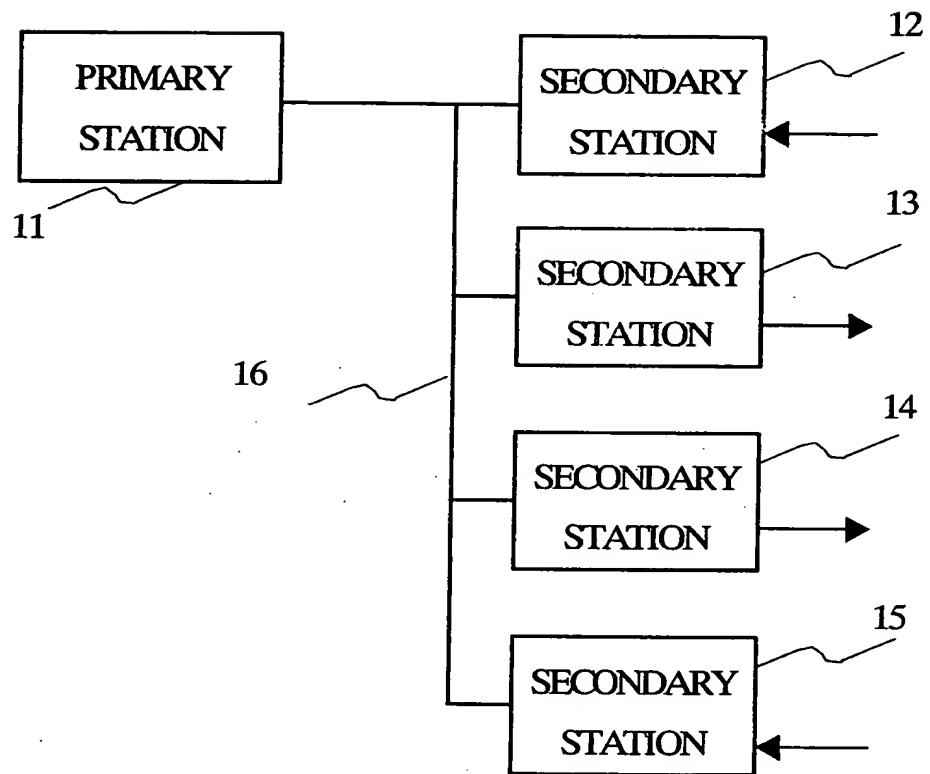 PRIMARY
STATION
11
SECONDARY
STATION
12
SECONDARY
STATION
13
16
SECONDARY
STATION
14
SECONDARY
STATION
15